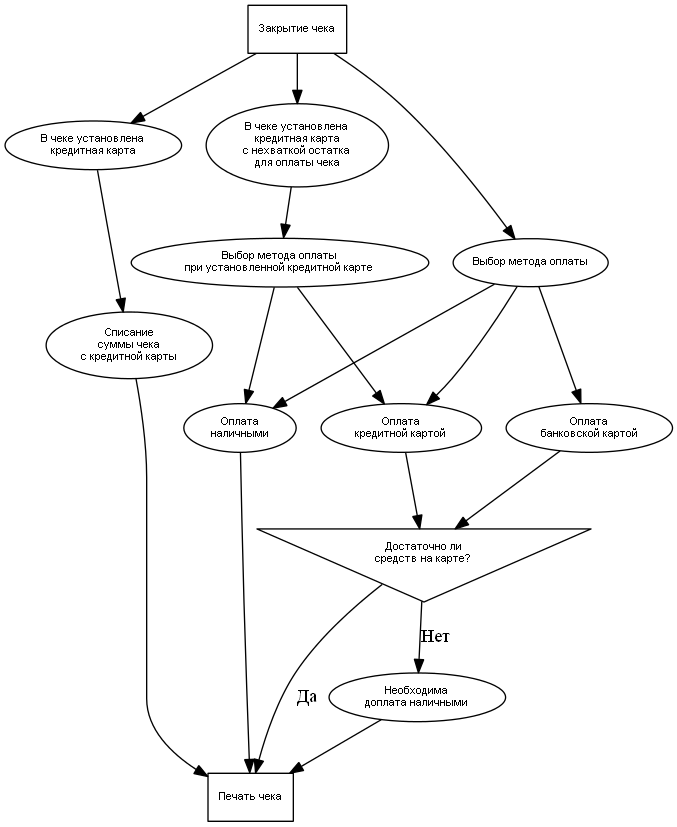 Закрытие чека
В чеке установлена
кредитная карта
В чеке установлена
кредитная карта
с нехваткой остатка
для оплаты чека
Выбор метода оплаты
при установленной кредитной карте
Выбор метода оплаты
Списание
суммы чека
с кредитной карты
Оплата
наличными
Оплата
кредитной картой
Оплата
банковской картой
Достаточно ли
средств на карте?
Нет
Да
Необходима
доплата наличными
Печать чека